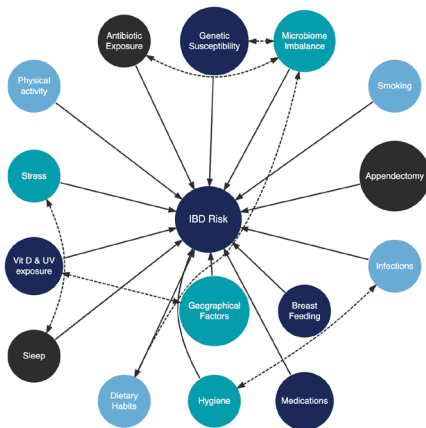 Antibiotic
Exposure
Genetic
Susceptibility
Microbiome
Imbalance
Physical
activity
Smoking
Stress
Appendectomy
IBD Risk
Vit D & UV
exposure
Infections
Geographical
Factors
Breast
Feeding
Sleep
Dietary
Habits
Hygiene
Medications